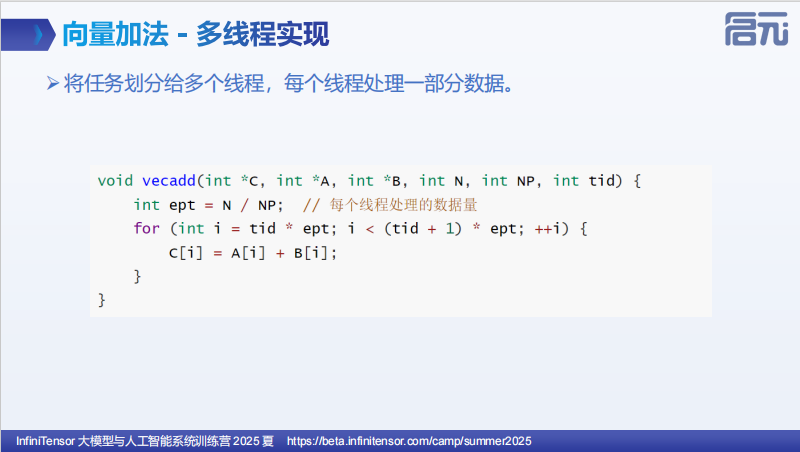 向量加法 - 多线程实现
启元
将任务划分给多个线程，每个线程处理一部分数据。
void vecadd(int *C, int *A, int *B, int N, int NP, int tid) {
    int ept = N / NP;  // 每个线程处理的数据量
    for (int i = tid * ept; i < (tid + 1) * ept; ++i) {
        C[i] = A[i] + B[i];
    }
}
InfiniTensor 大模型与人工智能系统训练营 2025 夏    https://beta.infinitensor.com/camp/summer2025